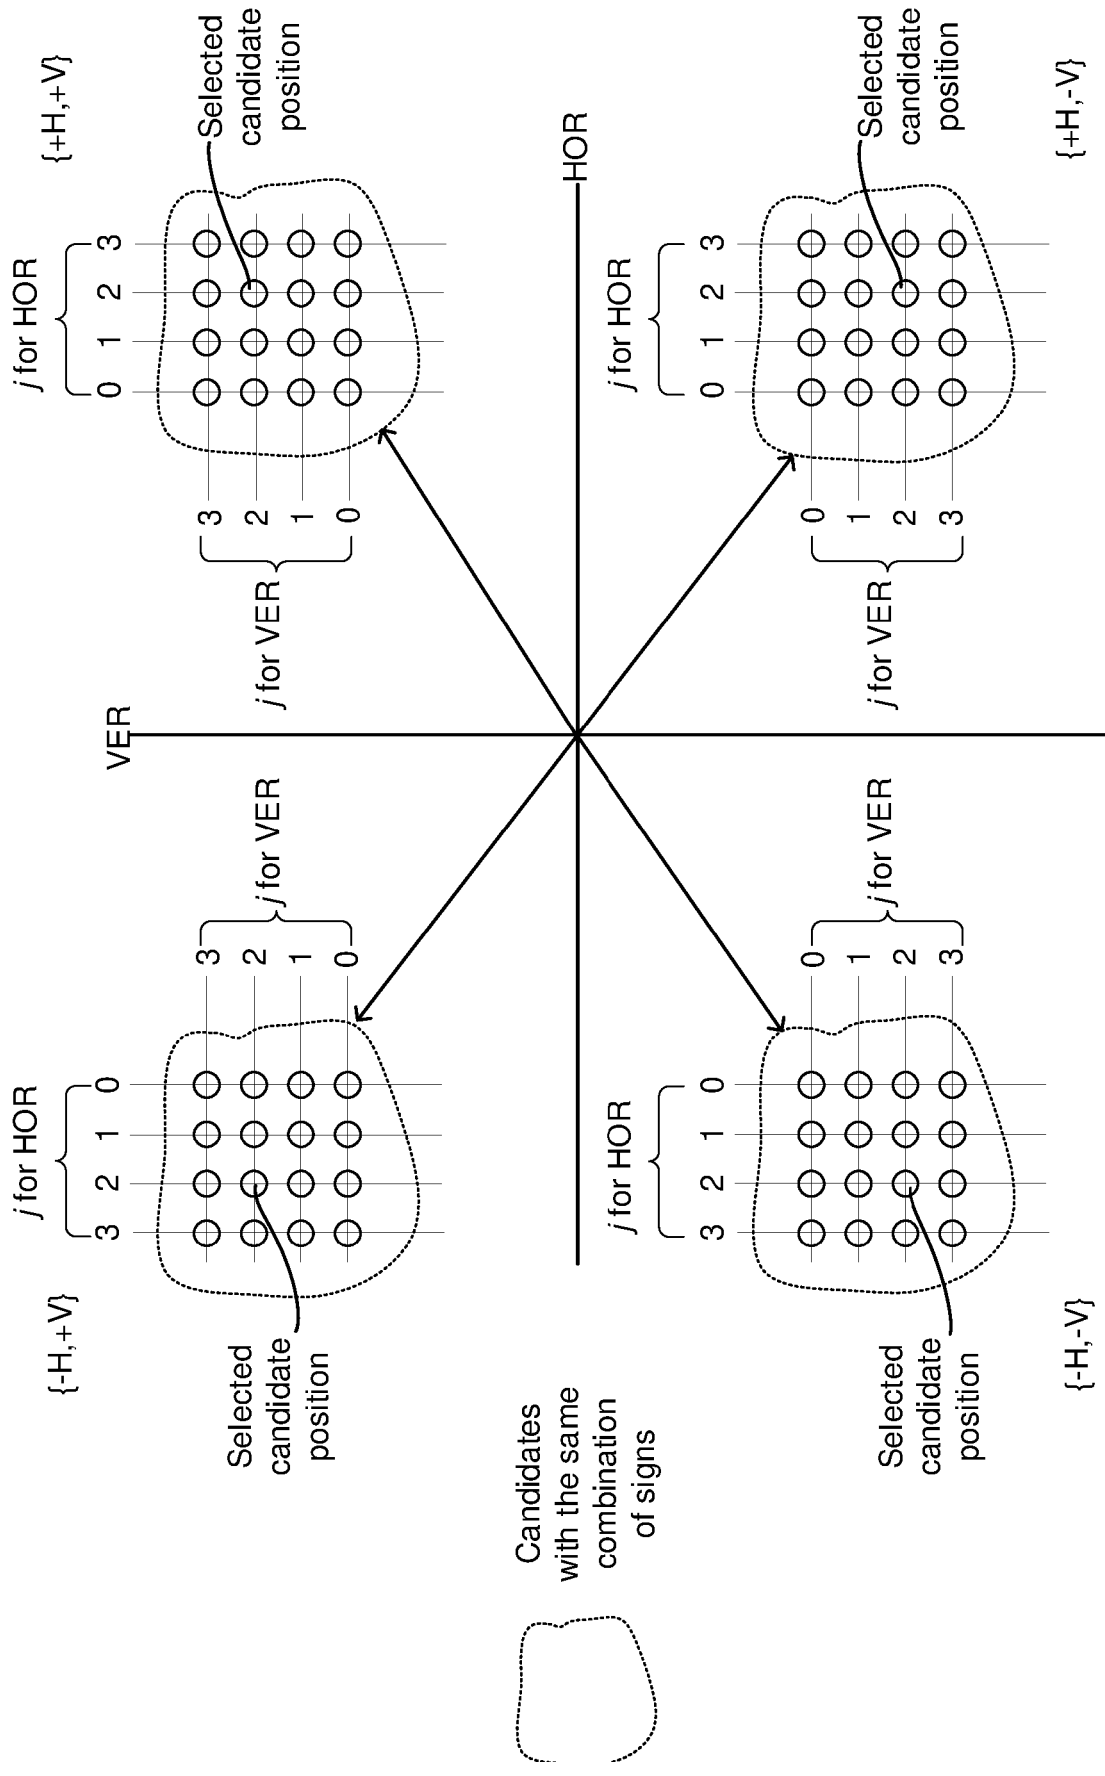 {-H,+V}
j for HOR
3 2 1 0
3
2
1
0
j for VER
Selected
candidate
position
VER
{+H,+V}
j for HOR
0 1 2 3
3
2
1
0
j for VER
Selected
candidate
position
HOR
Candidates
with the same
combination
of signs
j for HOR
3 2 1 0
0
1
2
3
j for VER
Selected
candidate
position
{-H,-V}
j for HOR
0 1 2 3
0
1
2
3
j for VER
Selected
candidate
position
{+H,-V}